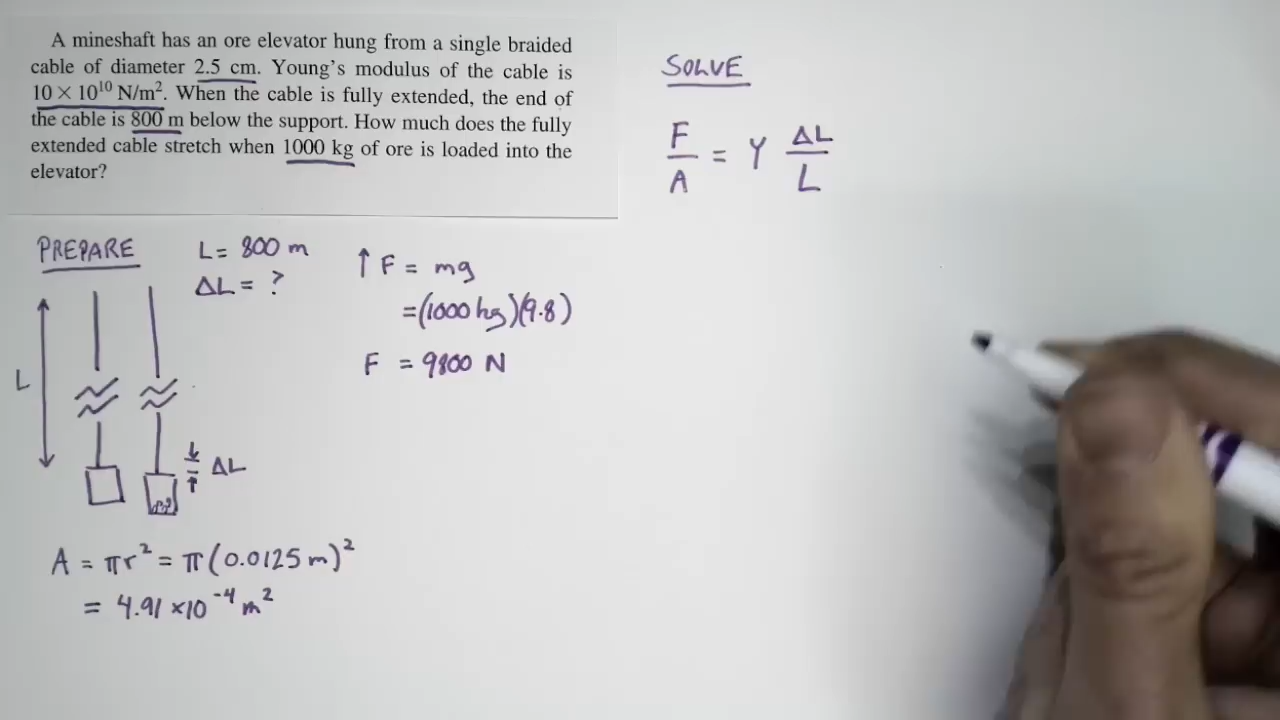 A mineshaft has an ore elevator hung from a single braided
cable of diameter 2.5 cm. Young's modulus of the cable is
10 × 10¹⁰ N/m². When the cable is fully extended, the end of
the cable is 800 m below the support. How much does the fully
extended cable stretch when 1000 kg of ore is loaded into the
elevator?
PREPARE
L = 800 m
ΔL = ?
↑ F = mg
=(1000 kg)(9.8)
F = 9800 N
L
ΔL
A = πr² = π(0.0125 m)²
= 4.91 ×10⁻⁴ m²
SOLVE
F/A = Y ΔL/L